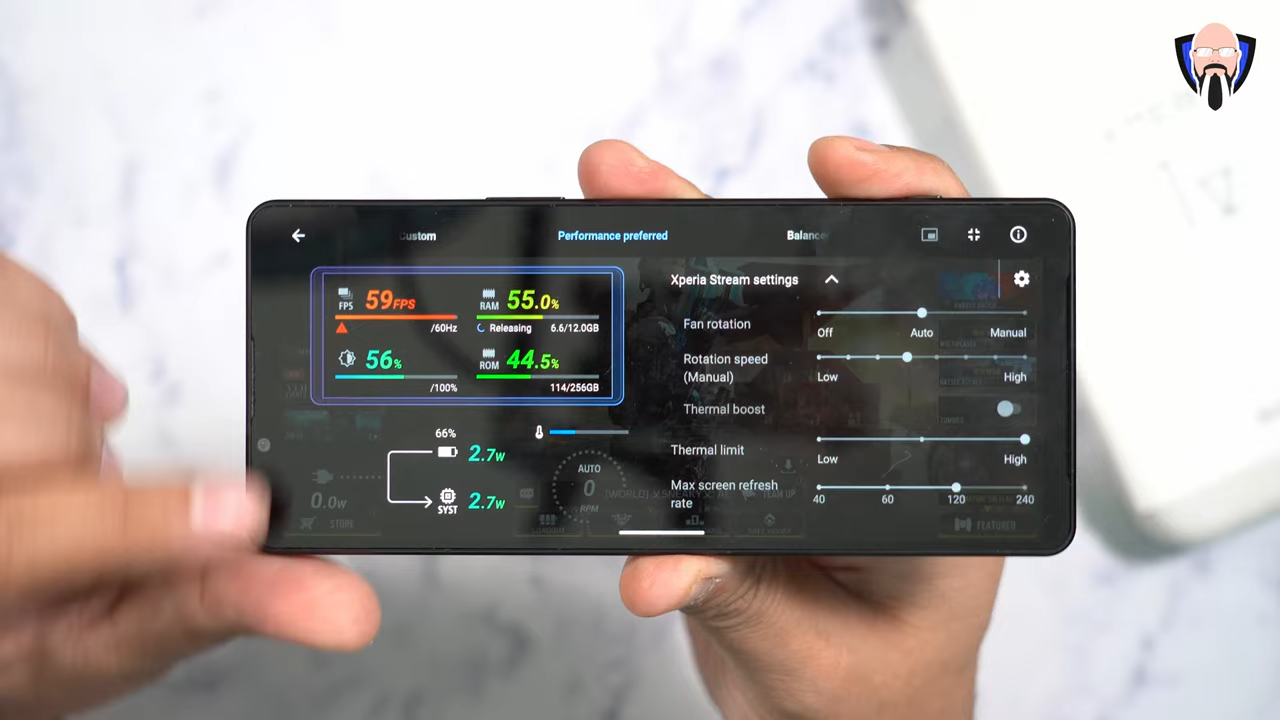 Custom
Performance preferred
Balance
Xperia Stream settings
FPS 59FPS
/60Hz
RAM 55.0%
Releasing 6.6/12.0GB
56%
/100%
ROM 44.5%
114/256GB
Fan rotation
Off Auto Manual
Rotation speed
(Manual)
Low High
Thermal boost
Thermal limit
Low High
Max screen refresh
rate
40 60 120 240
66%
2.7W
SYST 2.7W
0.0W
AUTO
0
RPM
STORE
TEAM UP
FEATURED